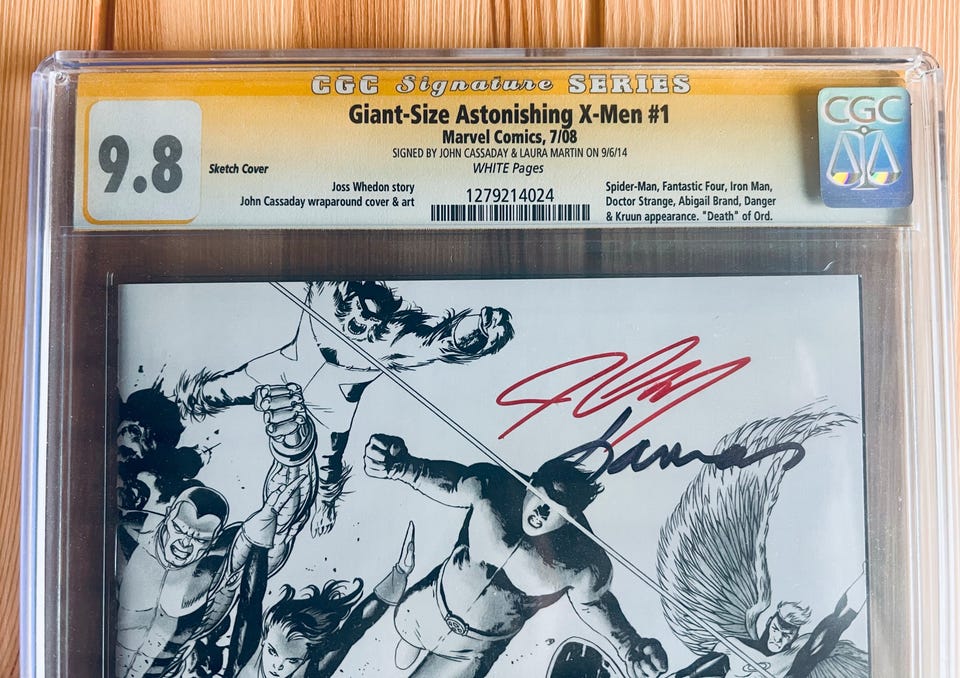 CGC Signature SERIES
Giant-Size Astonishing X-Men #1
Marvel Comics, 7/08
SIGNED BY JOHN CASSADAY & LAURA MARTIN ON 9/6/14
WHITE Pages
9.8
Sketch Cover
Joss Whedon story
John Cassaday wraparound cover & art
1279214024
Spider-Man, Fantastic Four, Iron Man,
Doctor Strange, Abigail Brand, Danger
& Kruun appearance. "Death" of Ord.
CGC